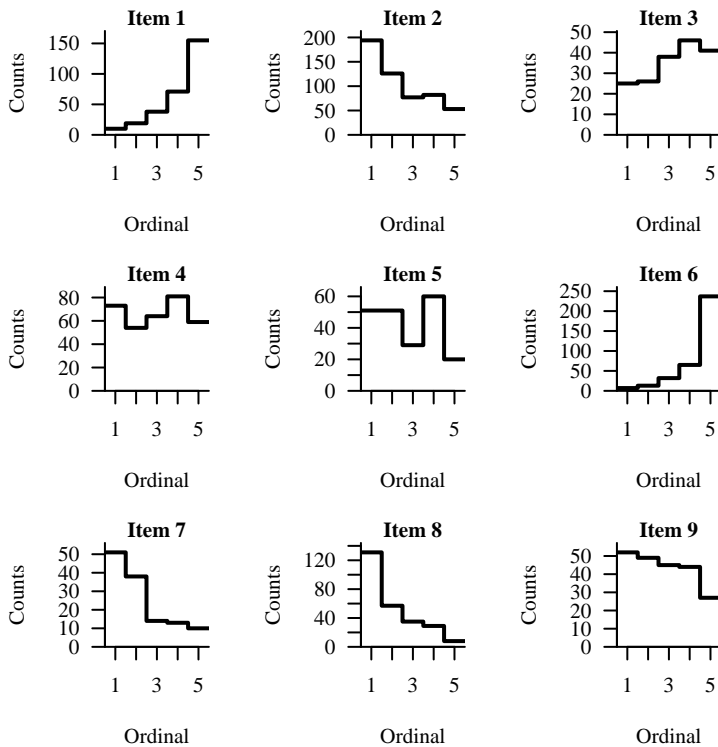 Item 1
Counts
150
100
50
0
1 3 5
Ordinal
Item 2
Counts
200
150
100
50
0
1 3 5
Ordinal
Item 3
Counts
50
40
30
20
10
0
1 3 5
Ordinal
Item 4
Counts
80
60
40
20
0
1 3 5
Ordinal
Item 5
Counts
60
40
20
0
1 3 5
Ordinal
Item 6
Counts
250
200
150
100
50
0
1 3 5
Ordinal
Item 7
Counts
50
40
30
20
10
0
1 3 5
Ordinal
Item 8
Counts
120
80
40
0
1 3 5
Ordinal
Item 9
Counts
50
40
30
20
10
0
1 3 5
Ordinal